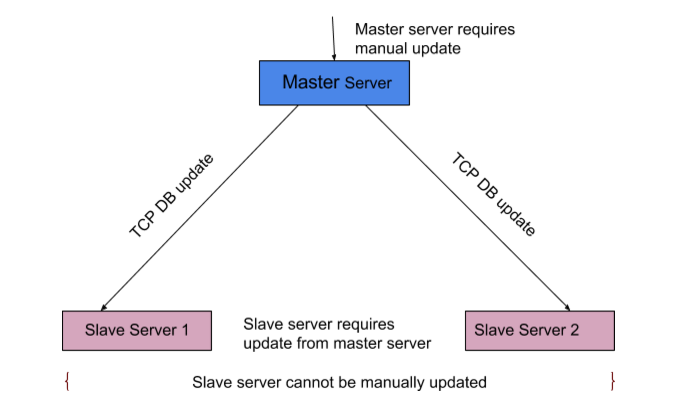 Master server requires
manual update
Master Server
TCP DB update
TCP DB update
Slave Server 1
Slave server requires
update from master server
Slave Server 2
{ Slave server cannot be manually updated }